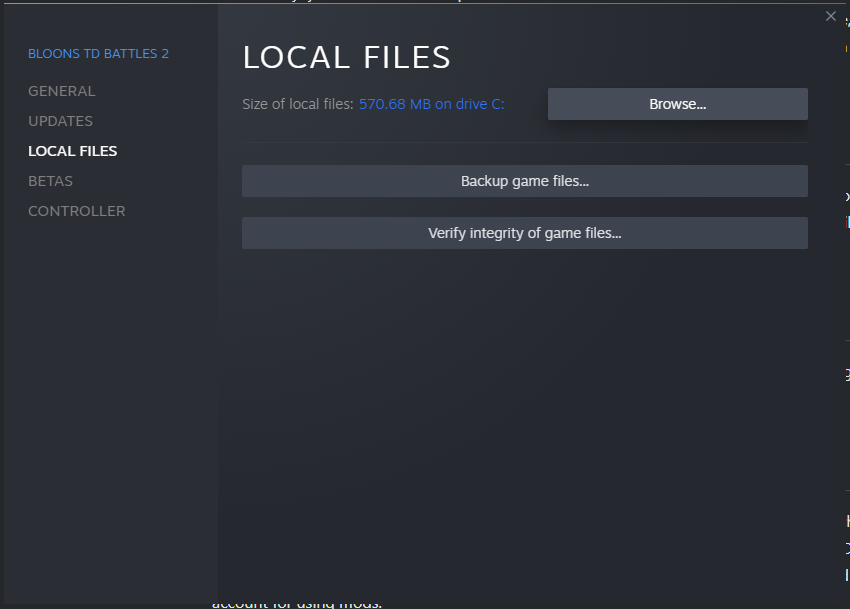 BLOONS TD BATTLES 2
GENERAL
UPDATES
LOCAL FILES
BETAS
CONTROLLER
LOCAL FILES
Size of local files: 570.68 MB on drive C:
Browse...
Backup game files...
Verify integrity of game files...
account for using mods.